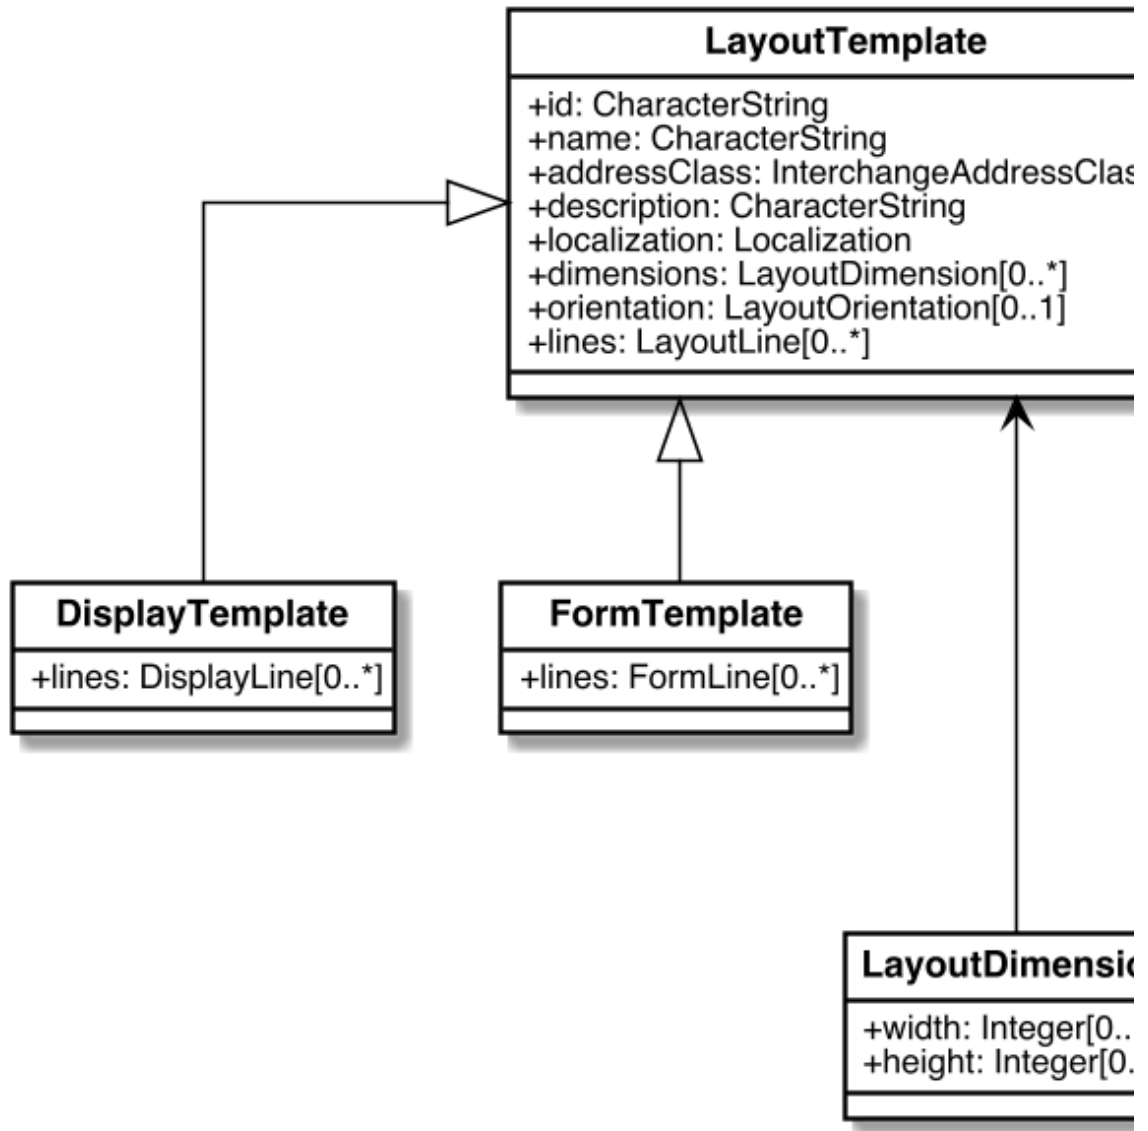 LayoutTemplate
+id: CharacterString
+name: CharacterString
+addressClass: InterchangeAddressClas
+description: CharacterString
+localization: Localization
+dimensions: LayoutDimension[0..*]
+orientation: LayoutOrientation[0..1]
+lines: LayoutLine[0..*]
DisplayTemplate
+lines: DisplayLine[0..*]
FormTemplate
+lines: FormLine[0..*]
LayoutDimensio
+width: Integer[0..
+height: Integer[0.